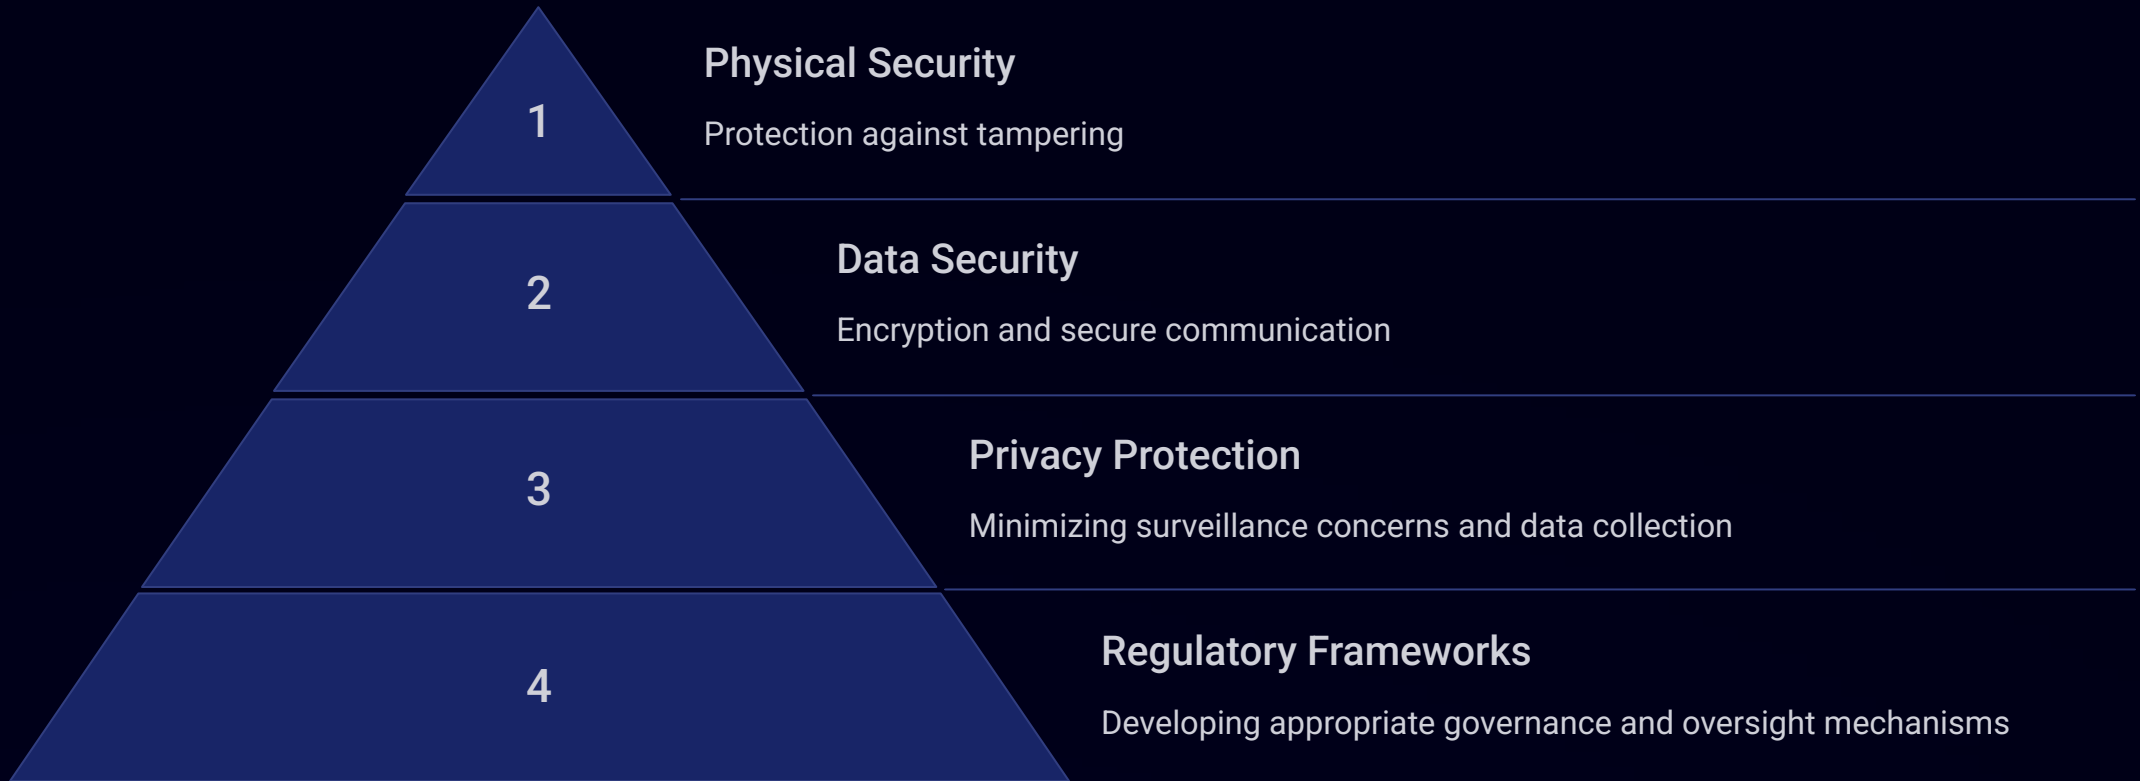 1
Physical Security
Protection against tampering
2
Data Security
Encryption and secure communication
3
Privacy Protection
Minimizing surveillance concerns and data collection
4
Regulatory Frameworks
Developing appropriate governance and oversight mechanisms